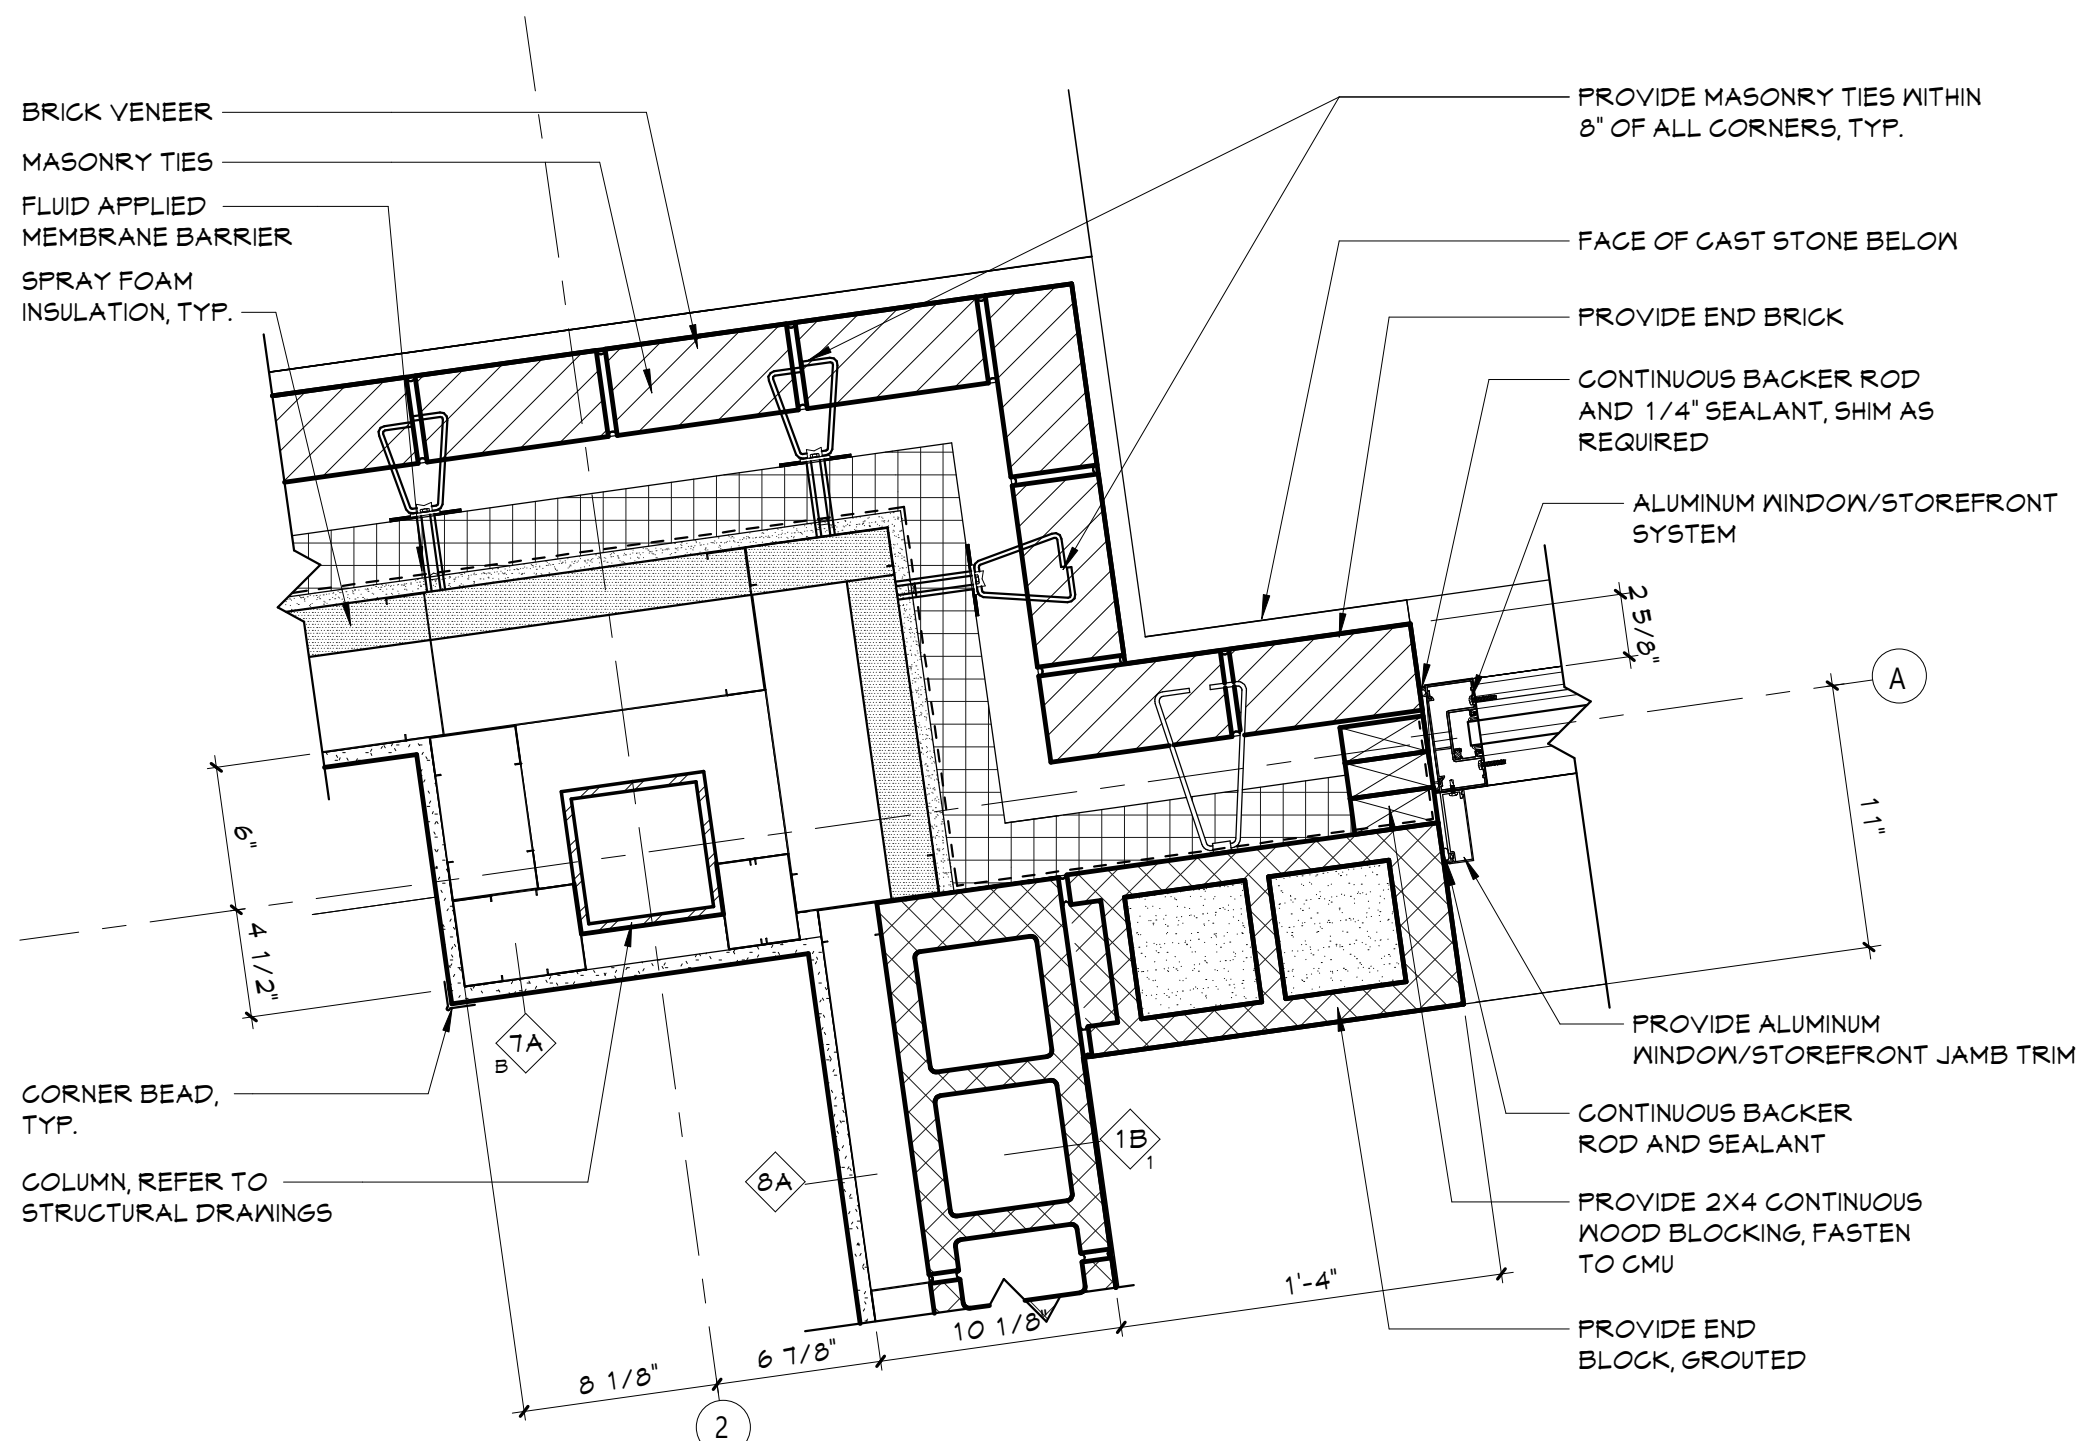 BRICK VENEER
MASONRY TIES
FLUID APPLIED
MEMBRANE BARRIER
SPRAY FOAM
INSULATION, TYP.
PROVIDE MASONRY TIES WITHIN
8" OF ALL CORNERS, TYP.
FACE OF CAST STONE BELOW
PROVIDE END BRICK
CONTINUOUS BACKER ROD
AND 1/4" SEALANT, SHIM AS
REQUIRED
ALUMINUM WINDOW/STOREFRONT
SYSTEM
2 5/8"
A
11"
6"
4 1/2"
7A
B
CORNER BEAD,
TYP.
COLUMN, REFER TO
STRUCTURAL DRAWINGS
8A
1B
1
PROVIDE ALUMINUM
WINDOW/STOREFRONT JAMB TRIM
CONTINUOUS BACKER
ROD AND SEALANT
PROVIDE 2X4 CONTINUOUS
WOOD BLOCKING, FASTEN
TO CMU
PROVIDE END
BLOCK, GROUTED
8 1/8"
6 7/8"
10 1/8"
1'-4"
2